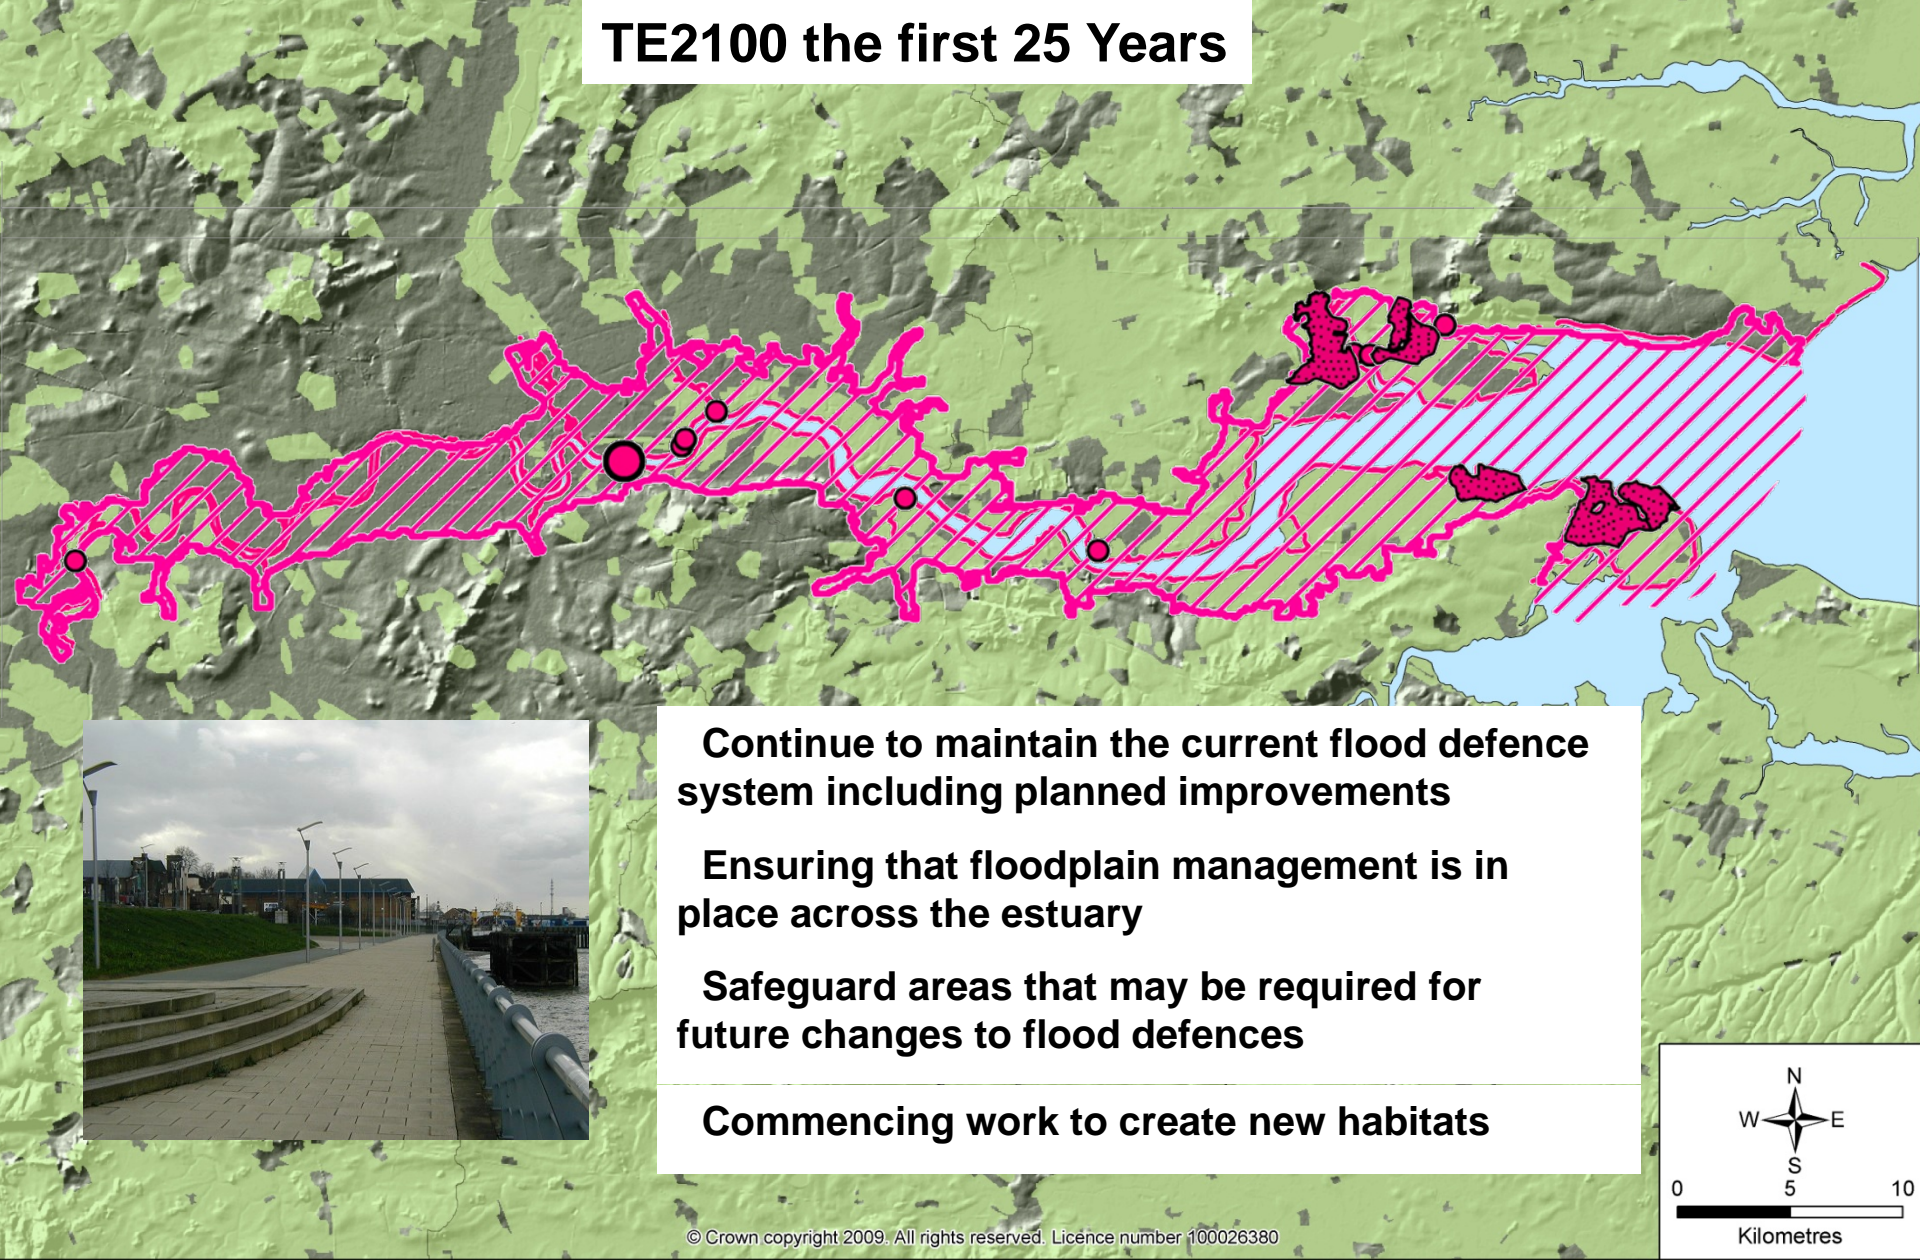 TE2100 the first 25 Years
Continue to maintain the current flood defence
system including planned improvements
Ensuring that floodplain management is in
place across the estuary
Safeguard areas that may be required for
future changes to flood defences
Commencing work to create new habitats
N
W E
S
0 5 10
Kilometres
© Crown copyright 2009. All rights reserved. Licence number 100026380